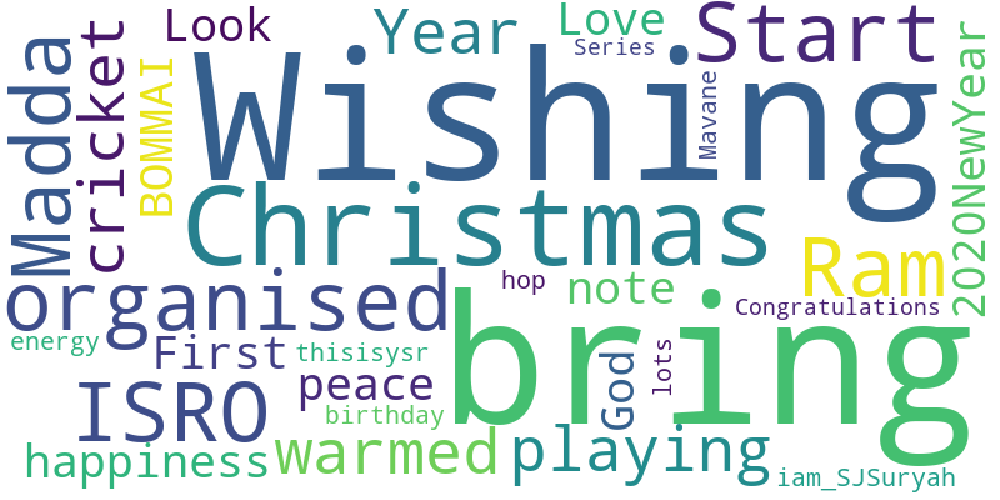 Look
Year
Love
Series
Start
Madda
cricket
BOMMAI
Wishing
Mavane
2020NewYear
Christmas
Ram
organised
hop
note
Congratulations
bring
energy
First
thisisysr
peace
God
lots
ISRO
birthday
happiness
warmed
playing
iam_SJSuryah